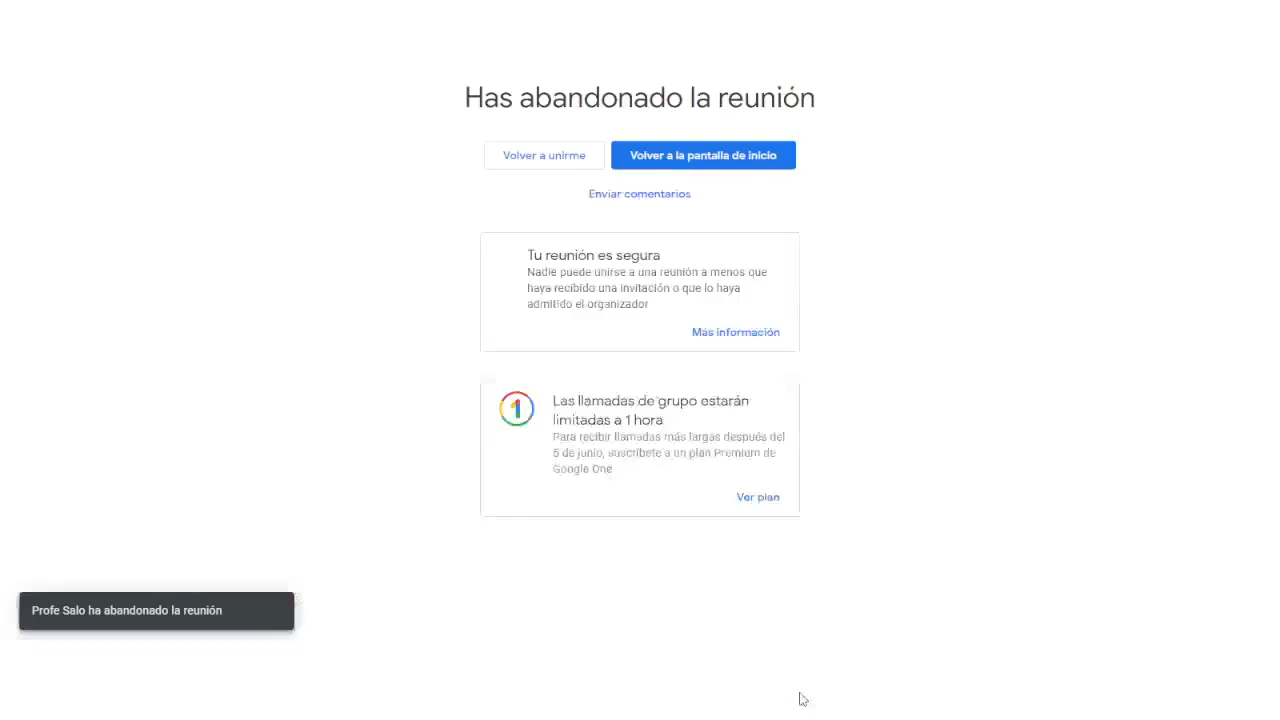 Has abandonado la reunión
Volver a unirme
Volver a la pantalla de inicio
Enviar comentarios
Tu reunión es segura
Nadie puede unirse a una reunión a menos que
haya recibido una invitación o que lo haya
admitido el organizador
Más información
1
Las llamadas de grupo estarán
limitadas a 1 hora
Para recibir llamadas más largas después del
5 de junio, suscríbete a un plan Premium de
Google One
Ver plan
Profe Salo ha abandonado la reunión